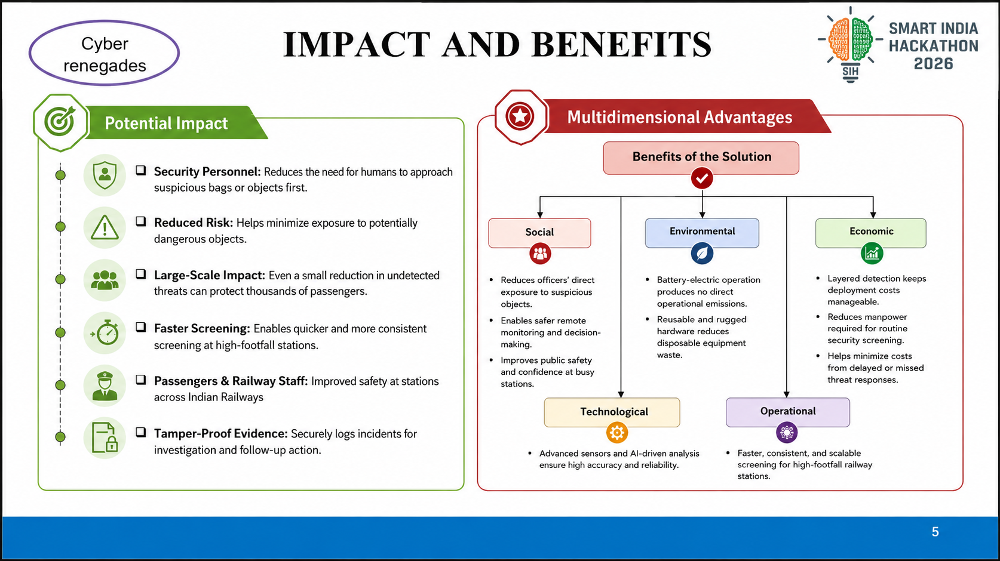 Cyber
renegades
IMPACT AND BENEFITS
SIH
SMART INDIA
HACKATHON
2026
Potential Impact
Security Personnel: Reduces the need for humans to approach
suspicious bags or objects first.
Reduced Risk: Helps minimize exposure to potentially
dangerous objects.
Large-Scale Impact: Even a small reduction in undetected
threats can protect thousands of passengers.
Faster Screening: Enables quicker and more consistent
screening at high-footfall stations.
Passengers & Railway Staff: Improved safety at stations
across Indian Railways
Tamper-Proof Evidence: Securely logs incidents for
investigation and follow-up action.
Multidimensional Advantages
Benefits of the Solution
Social
• Reduces officers' direct
exposure to suspicious
objects.
• Enables safer remote
monitoring and decision-
making.
• Improves public safety
and confidence at busy
stations.
Environmental
• Battery-electric operation
produces no direct
operational emissions.
• Reusable and rugged
hardware reduces
disposable equipment
waste.
Economic
• Layered detection keeps
deployment costs
manageable.
• Reduces manpower
required for routine
security screening.
• Helps minimize costs
from delayed or missed
threat responses.
Technological
• Advanced sensors and AI-driven analysis
ensure high accuracy and reliability.
Operational
• Faster, consistent, and scalable
screening for high-footfall railway
stations.
5